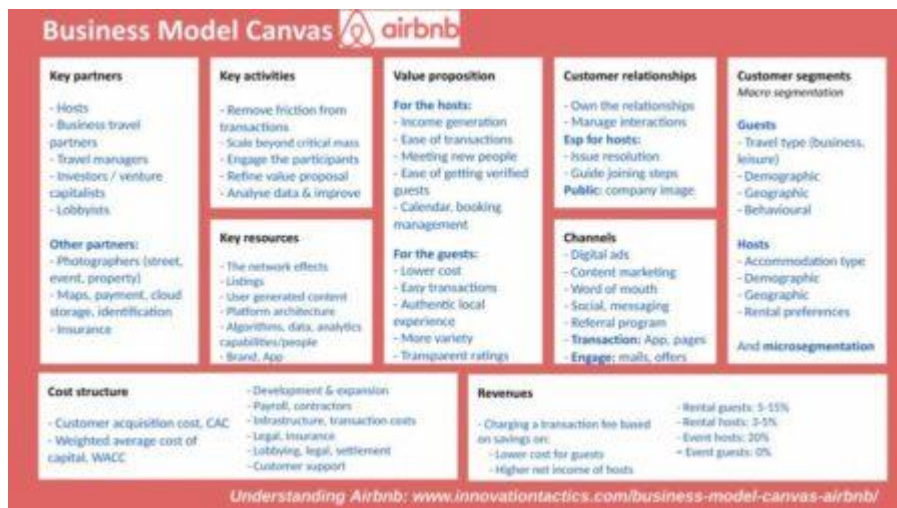 Business Model Canvas airbnb
Key partners
- Hosts
- Business travel
partners
- Travel managers
- Investors / venture
capitalists
- Lobbyists
Other partners:
- Photographers (street,
event, property)
- Maps, payment, cloud
storage, identification
- Insurance
Key activities
- Remove friction from
transactions
- Scale beyond critical mass
- Engage the participants
- Refine value proposal
- Analyse data & improve
Key resources
- The network effects
- Listings
- User generated content
- Platform architecture
- Algorithms, data, analytics
capabilities/people
- Brand, App
Value proposition
For the hosts:
- Income generation
- Ease of transactions
- Meeting new people
- Ease of getting verified
guests
- Calendar, booking
management
For the guests:
- Lower cost
- Easy transactions
- Authentic local
experience
- More variety
- Transparent ratings
Customer relationships
- Own the relationships
- Manage interactions
Esp for hosts:
- Issue resolution
- Guide joining steps
Public: company image
Channels
- Digital ads
- Content marketing
- Word of mouth
- Social, messaging
- Referral program
- Transaction: App, pages
- Engage: mails, offers
Customer segments
Macro segmentation
Guests
- Travel type (business,
leisure)
- Demographic
- Geographic
- Behavioural
Hosts
- Accommodation type
- Demographic
- Geographic
- Rental preferences
And microsegmentation
Cost structure
- Customer acquisition cost, CAC
- Weighted average cost of
capital, WACC
- Development & expansion
- Payroll, contractors
- Infrastructure, transaction costs
- Legal, insurance
- Lobbying, legal, settlement
- Customer support
Revenues
- Charging a transaction fee based
on savings on:
- Lower cost for guests
- Higher net income of hosts
- Rental guests: 5-15%
- Rental hosts: 3-5%
- Event hosts: 20%
- Event guests: 0%
Understanding Airbnb: www.innovationtactics.com/business-model-canvas-airbnb/